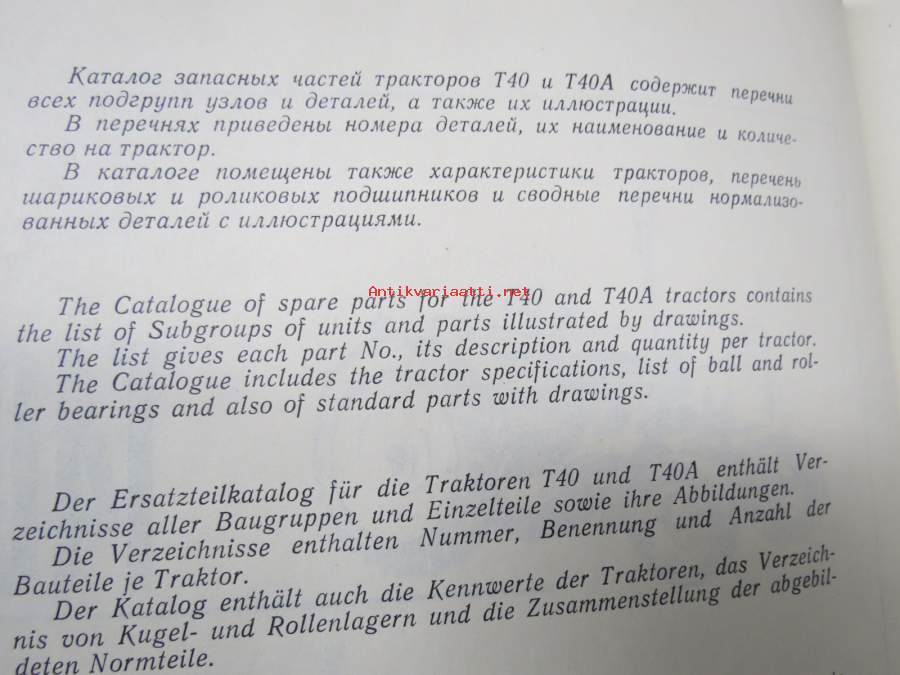 Каталог запасных частей тракторов Т40 и Т40А содержит перечни
всех подгрупп узлов и деталей, а также их иллюстрации.
В перечнях приведены номера деталей, их наименование и количе-
ство на трактор.
В каталоге помещены также характеристики тракторов, перечень
шариковых и роликовых подшипников и сводные перечни нормализо-
ванных деталей с иллюстрациями.
Antikvariaatti.net
The Catalogue of spare parts for the T40 and T40A tractors contains
the list of Subgroups of units and parts illustrated by drawings.
The list gives each part No., its description and quantity per tractor.
The Catalogue includes the tractor specifications, list of ball and rol-
ler bearings and also of standard parts with drawings.
Der Ersatzteilkatalog für die Traktoren T40 und T40A enthält Ver-
zeichnisse aller Baugruppen und Einzelteile sowie ihre Abbildungen.
Die Verzeichnisse enthalten Nummer, Benennung und Anzahl der
Bauteile je Traktor.
Der Katalog enthält auch die Kennwerte der Traktoren, das Verzeich-
nis von Kugel- und Rollenlagern und die Zusammenstellung der abgebil-
deten Normteile.